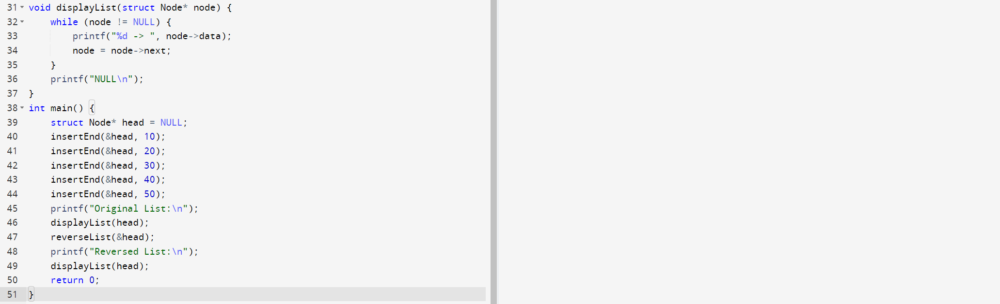 31 void displayList(struct Node* node) {
32     while (node != NULL) {
33         printf("%d -> ", node->data);
34         node = node->next;
35     }
36     printf("NULL\n");
37 }
38 int main() {
39     struct Node* head = NULL;
40     insertEnd(&head, 10);
41     insertEnd(&head, 20);
42     insertEnd(&head, 30);
43     insertEnd(&head, 40);
44     insertEnd(&head, 50);
45     printf("Original List:\n");
46     displayList(head);
47     reverseList(&head);
48     printf("Reversed List:\n");
49     displayList(head);
50     return 0;
51 }